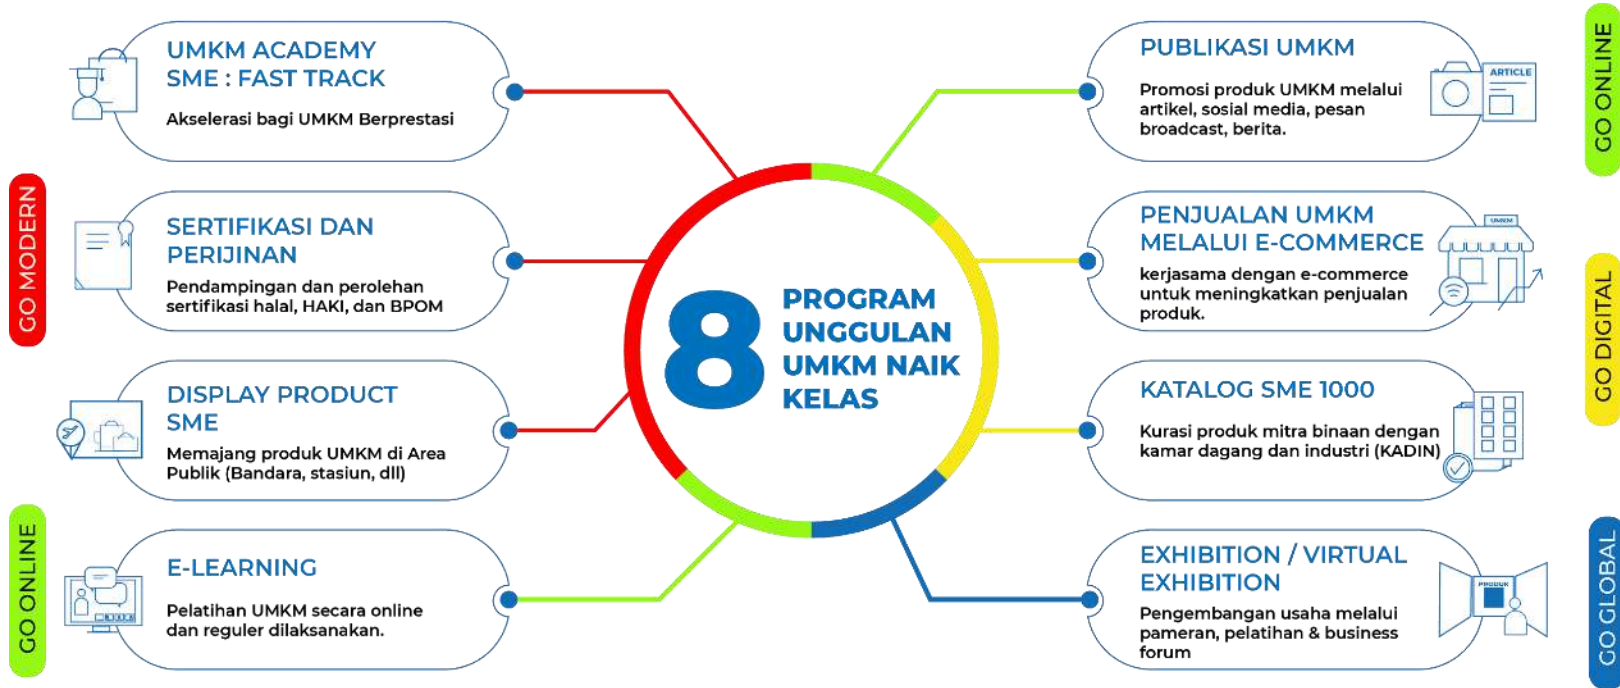 GO MODERN
UMKM ACADEMY
SME : FAST TRACK
Akselerasi bagi UMKM Berprestasi
SERTIFIKASI DAN
PERIJINAN
Pendampingan dan perolehan
sertifikasi halal, HAKI, dan BPOM
DISPLAY PRODUCT
SME
Memajang produk UMKM di Area
Publik (Bandara, stasiun, dll)
GO ONLINE
E-LEARNING
Pelatihan UMKM secara online
dan reguler dilaksanakan.
8
PROGRAM
UNGGULAN
UMKM NAIK
KELAS
GO ONLINE
PUBLIKASI UMKM
Promosi produk UMKM melalui
artikel, sosial media, pesan
broadcast, berita.
ARTICLE
GO DIGITAL
PENJUALAN UMKM
MELALUI E-COMMERCE
kerjasama dengan e-commerce
untuk meningkatkan penjualan
produk.
UMKM
KATALOG SME 1000
Kurasi produk mitra binaan dengan
kamar dagang dan industri (KADIN)
GO GLOBAL
EXHIBITION / VIRTUAL
EXHIBITION
Pengembangan usaha melalui
pameran, pelatihan & business
forum
PRODUK